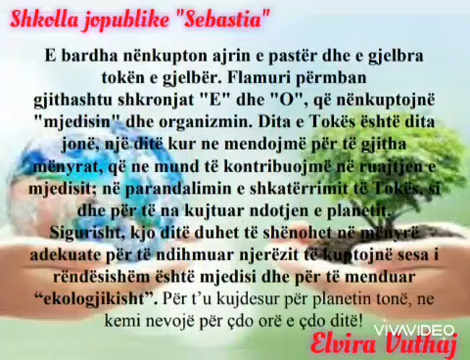 Shkolla jopublike "Sebastia"
E bardha nënkupton ajrin e pastër dhe e gjelbra
tokën e gjelbër. Flamuri përmban
gjithashtu shkronjat "E" dhe "O", që nënkuptojnë
"mjedisin" dhe organizmin. Dita e Tokës është dita
jonë, një ditë kur ne mendojmë për të gjitha
mënyrat, që ne mund të kontribuojmë në ruajtjen e
mjedisit; në parandalimin e shkatërrimit të Tokës, si
dhe për të na kujtuar ndotjen e planetit.
Sigurisht, kjo ditë duhet të shënohet në mënyrë
adekuate për të ndihmuar njerëzit të kuptojnë sesa i
rëndësishëm është mjedisi dhe për të menduar
“ekologjikisht”. Për t’u kujdesur për planetin tonë, ne
kemi nevojë për çdo orë e çdo ditë!
VIVAVIDEO
Elvira Vuthaj